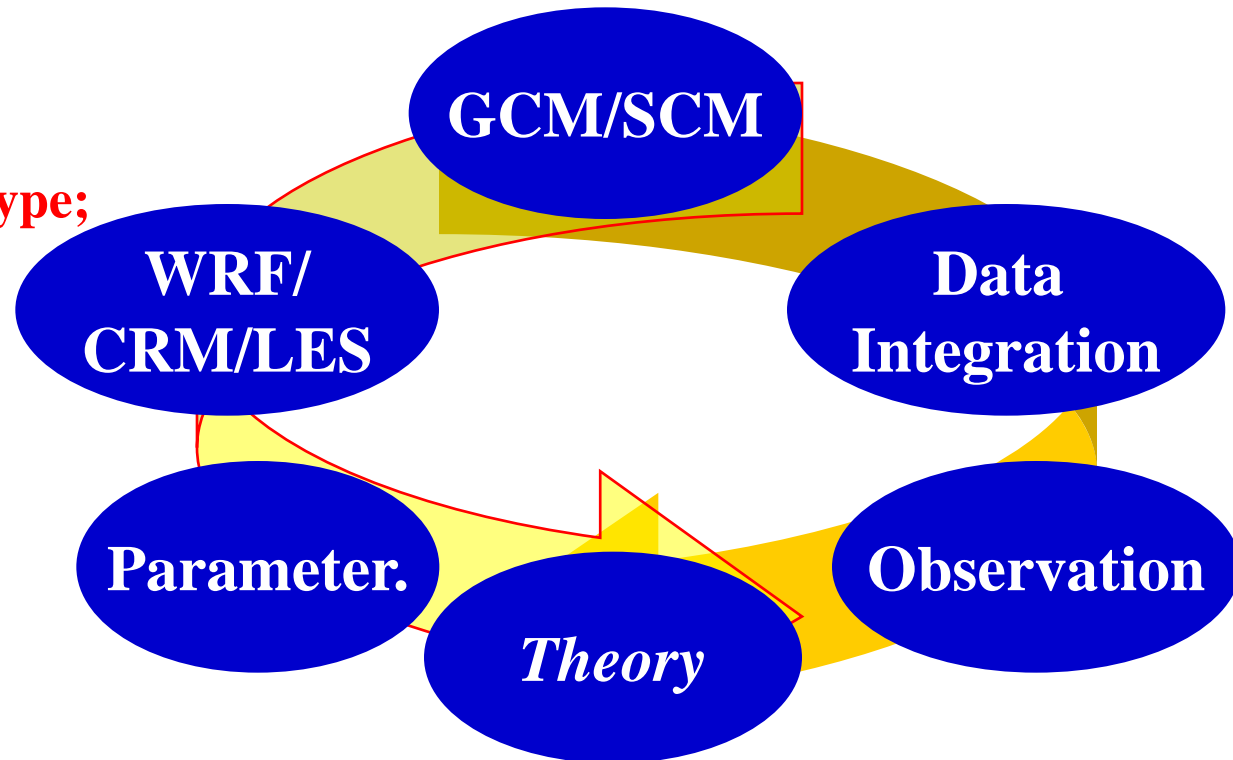 GCM/SCM
ype;
WRF/
CRM/LES
Data
Integration
Parameter.
Observation
Theory